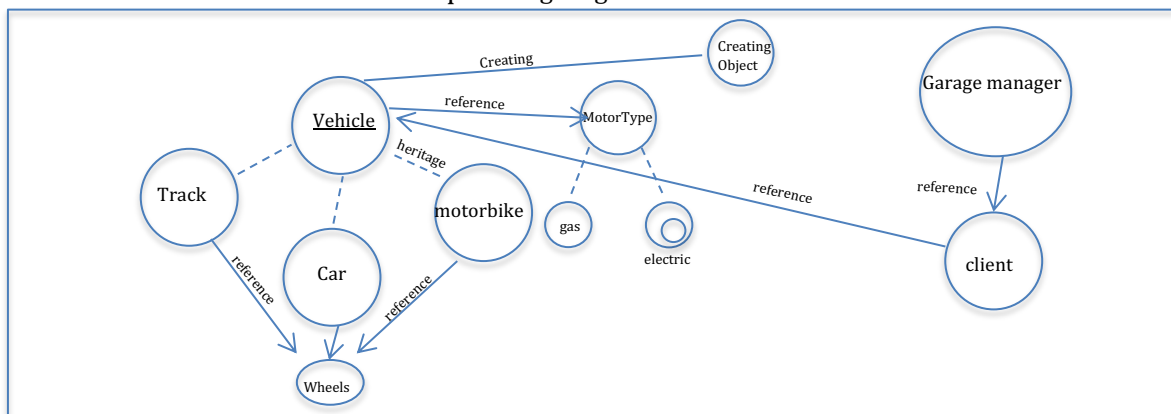 Creating
Object
Creating
Garage manager
reference
MotorType
Vehicle
heritage
Track
motorbike
reference
reference
gas
electric
client
Car
reference
reference
Wheels